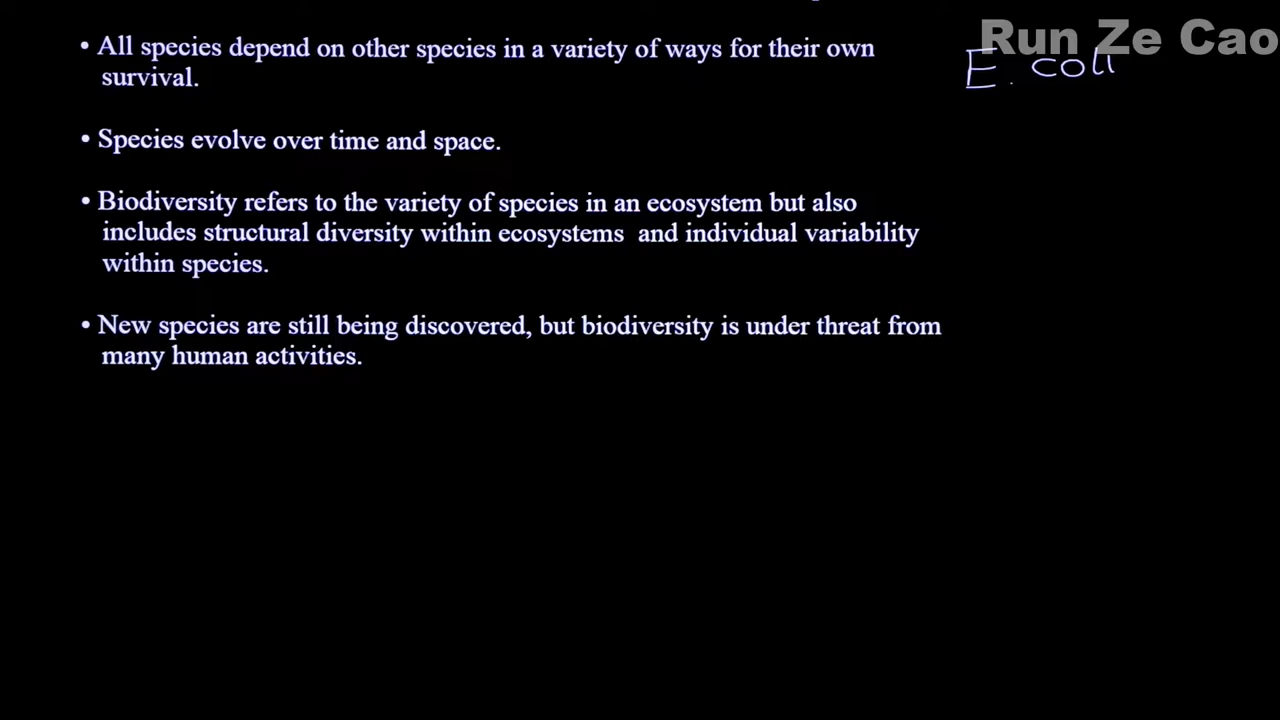 Run Ze Cao
• All species depend on other species in a variety of ways for their own
survival.
E. coli
• Species evolve over time and space.
• Biodiversity refers to the variety of species in an ecosystem but also
includes structural diversity within ecosystems and individual variability
within species.
• New species are still being discovered, but biodiversity is under threat from
many human activities.